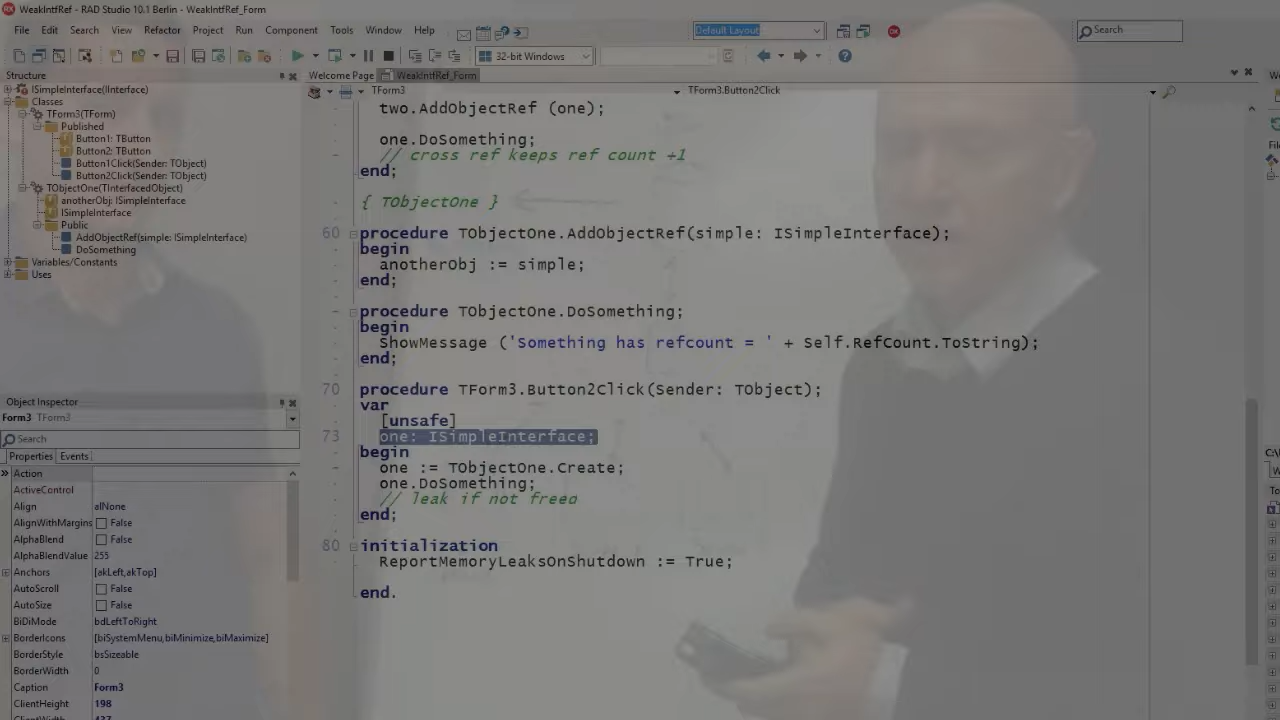 WeakIntfRef - RAD Studio 10.1 Berlin - WeakIntfRef_Form
File Edit Search View Refactor Project Run Component Tools Window Help
Default Layout
Search
32-bit Windows
Structure
Welcome Page WeakIntfRef_Form
TForm3 TForm3.Button2Click
ISimpleInterface(IInterface)
Classes
TForm3(TForm)
Published
Button1: TButton
Button2: TButton
Button1Click(Sender: TObject)
Button2Click(Sender: TObject)
TObjectOne(TInterfacedObject)
anotherObj: ISimpleInterface
ISimpleInterface
Public
AddObjectRef(simple: ISimpleInterface)
DoSomething
Variables/Constants
Uses
two.AddObjectRef (one);
one.DoSomething;
// cross ref keeps ref count +1
end;
{ TObjectOne }
60 procedure TObjectOne.AddObjectRef(simple: ISimpleInterface);
begin
anotherObj := simple;
end;
procedure TObjectOne.DoSomething;
begin
ShowMessage ('Something has refcount = ' + Self.RefCount.ToString);
end;
70 procedure TForm3.Button2Click(Sender: TObject);
var
[unsafe]
73 one: ISimpleInterface;
begin
one := TObjectOne.Create;
one.DoSomething;
// leak if not freed
end;
80 initialization
ReportMemoryLeaksOnShutdown := True;
end.
Object Inspector
Form3 TForm3
Search
Properties Events
Action
ActiveControl
Align alNone
AlignWithMargins False
AlphaBlend False
AlphaBlendValue 255
Anchors [akLeft,akTop]
AutoScroll False
AutoSize False
BiDiMode bdLeftToRight
BorderIcons [biSystemMenu,biMinimize,biMaximize]
BorderStyle bsSizeable
BorderWidth 0
Caption Form3
ClientHeight 198
ClientWidth 437